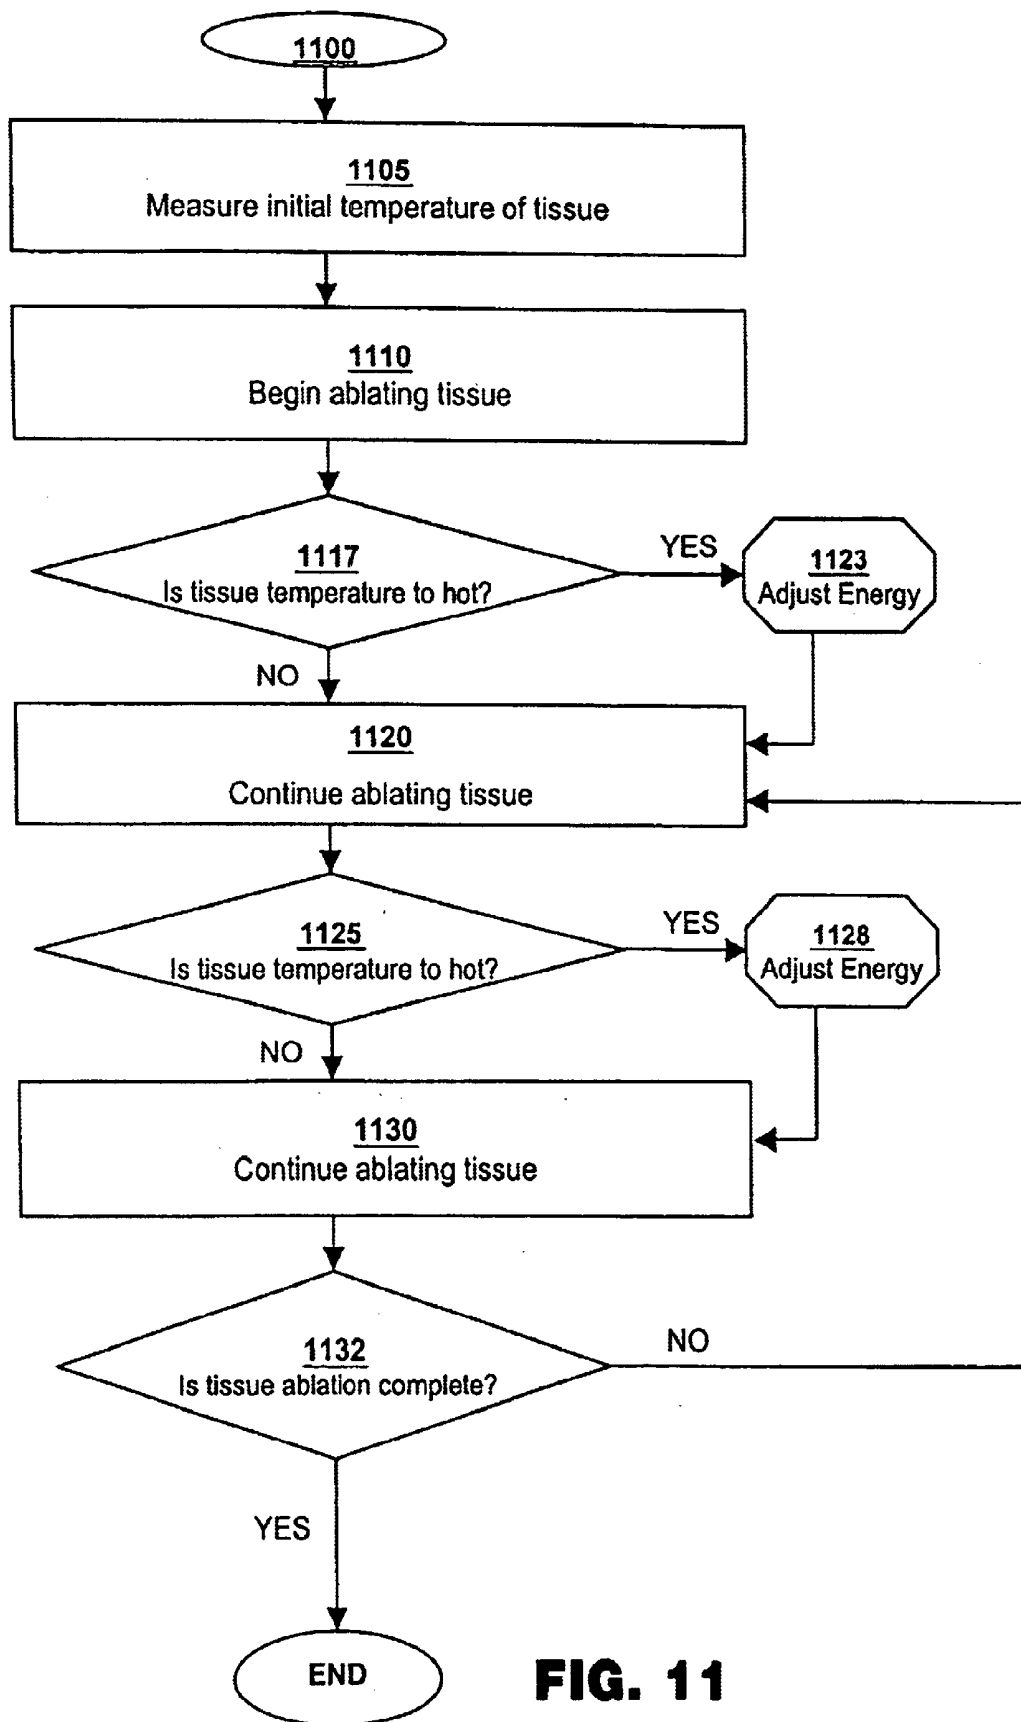 1100
1105
Measure initial temperature of tissue
1110
Begin ablating tissue
1117
Is tissue temperature to hot?
YES
1123
Adjust Energy
NO
1120
Continue ablating tissue
1125
Is tissue temperature to hot?
YES
1128
Adjust Energy
NO
1130
Continue ablating tissue
1132
Is tissue ablation complete?
NO
YES
END
FIG. 11